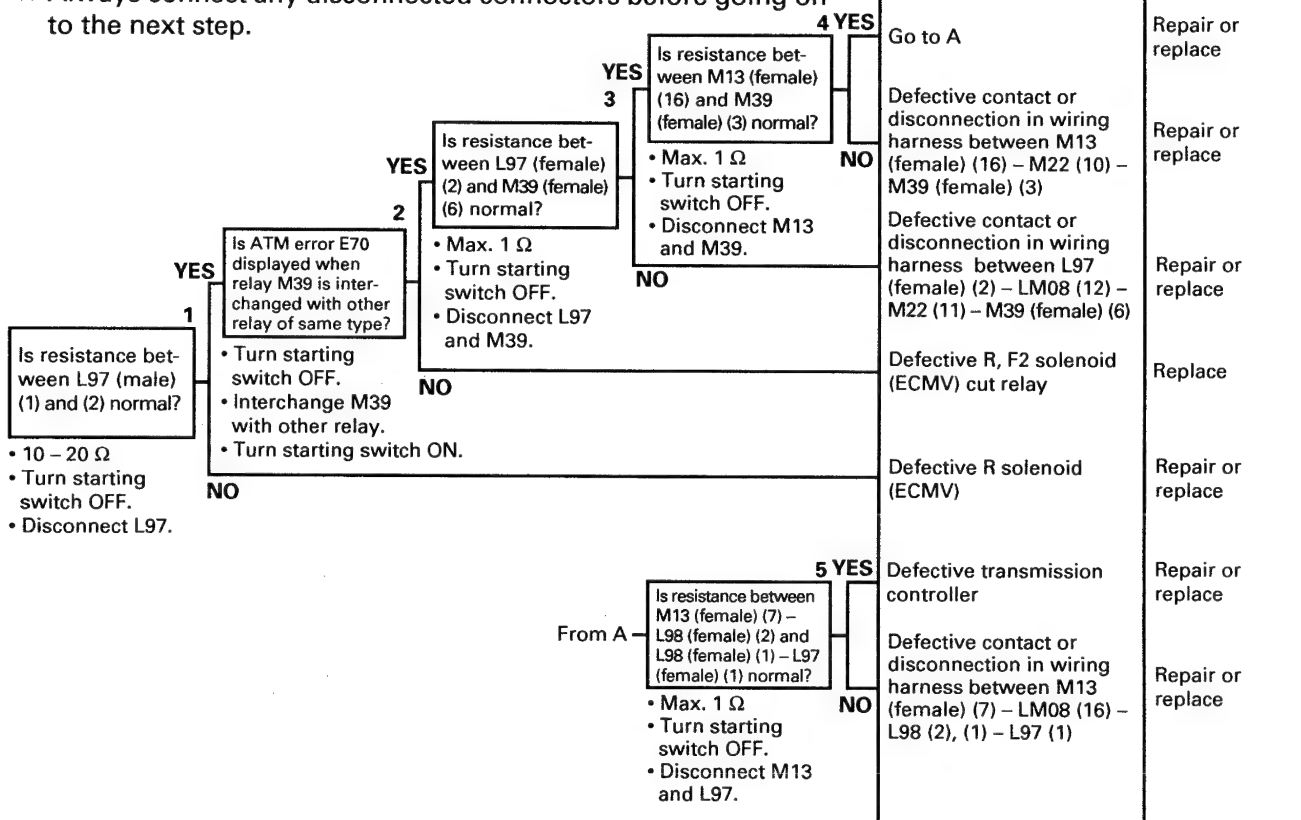 Always connect any disconnected connectors before going on
to the next step.
4 YES
Go to A
Repair or
replace
Is resistance bet-
ween M13 (female)
(16) and M39
(female) (3) normal?
YES
3
• Max. 1 Ω
• Turn starting
switch OFF.
• Disconnect M13
and M39.
NO
Defective contact or
disconnection in wiring
harness between M13
(female) (16) – M22 (10) –
M39 (female) (3)
Repair or
replace
Is resistance bet-
ween L97 (female)
(2) and M39 (female)
(6) normal?
YES
2
• Max. 1 Ω
• Turn starting
switch OFF.
• Disconnect L97
and M39.
NO
Defective contact or
disconnection in wiring
harness between L97
(female) (2) – LM08 (12) –
M22 (11) – M39 (female) (6)
Repair or
replace
Is ATM error E70
displayed when
relay M39 is inter-
changed with other
relay of same type?
YES
1
• Turn starting
switch OFF.
• Interchange M39
with other relay.
• Turn starting switch ON.
NO
Defective R, F2 solenoid
(ECMV) cut relay
Replace
Is resistance bet-
ween L97 (male)
(1) and (2) normal?
• 10 – 20 Ω
• Turn starting
switch OFF.
• Disconnect L97.
NO
Defective R solenoid
(ECMV)
Repair or
replace
5 YES
Defective transmission
controller
Repair or
replace
From A
Is resistance between
M13 (female) (7) –
L98 (female) (2) and
L98 (female) (1) – L97
(female) (1) normal?
• Max. 1 Ω
• Turn starting
switch OFF.
• Disconnect M13
and L97.
NO
Defective contact or
disconnection in wiring
harness between M13
(female) (7) – LM08 (16) –
L98 (2), (1) – L97 (1)
Repair or
replace